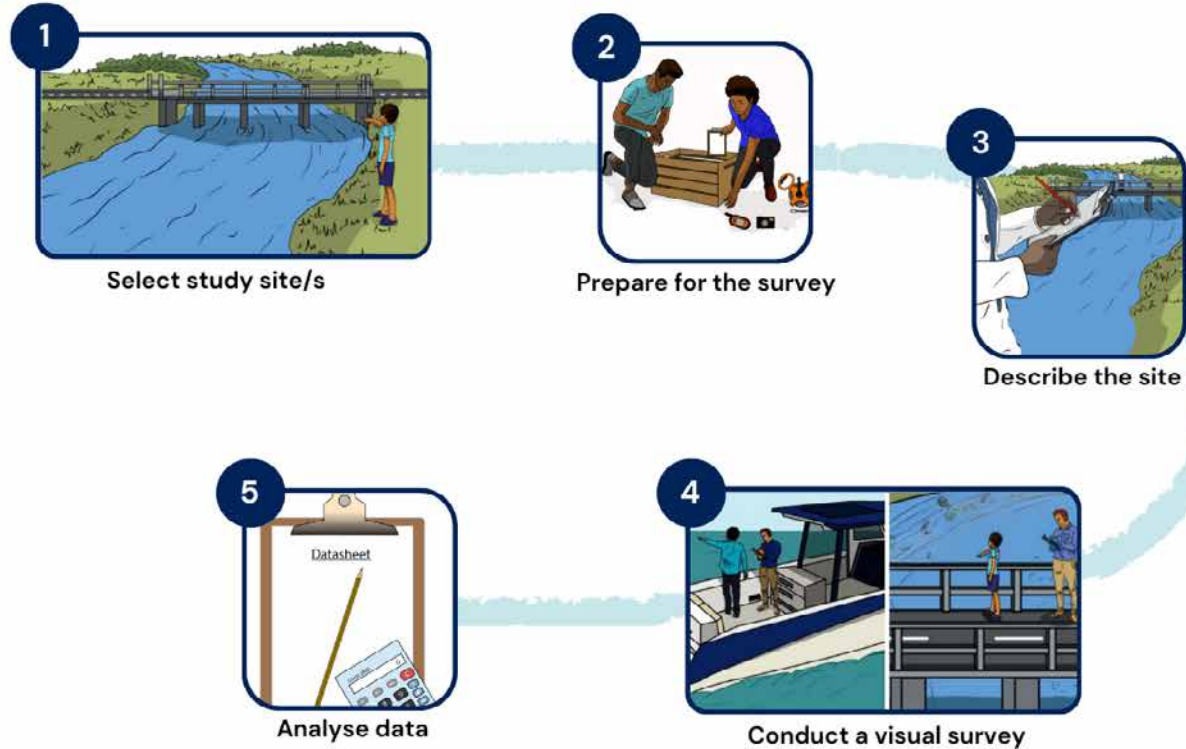 1
Select study site/s
2
Prepare for the survey
3
Describe the site
4
Conduct a visual survey
5
Datasheet
Analyse data